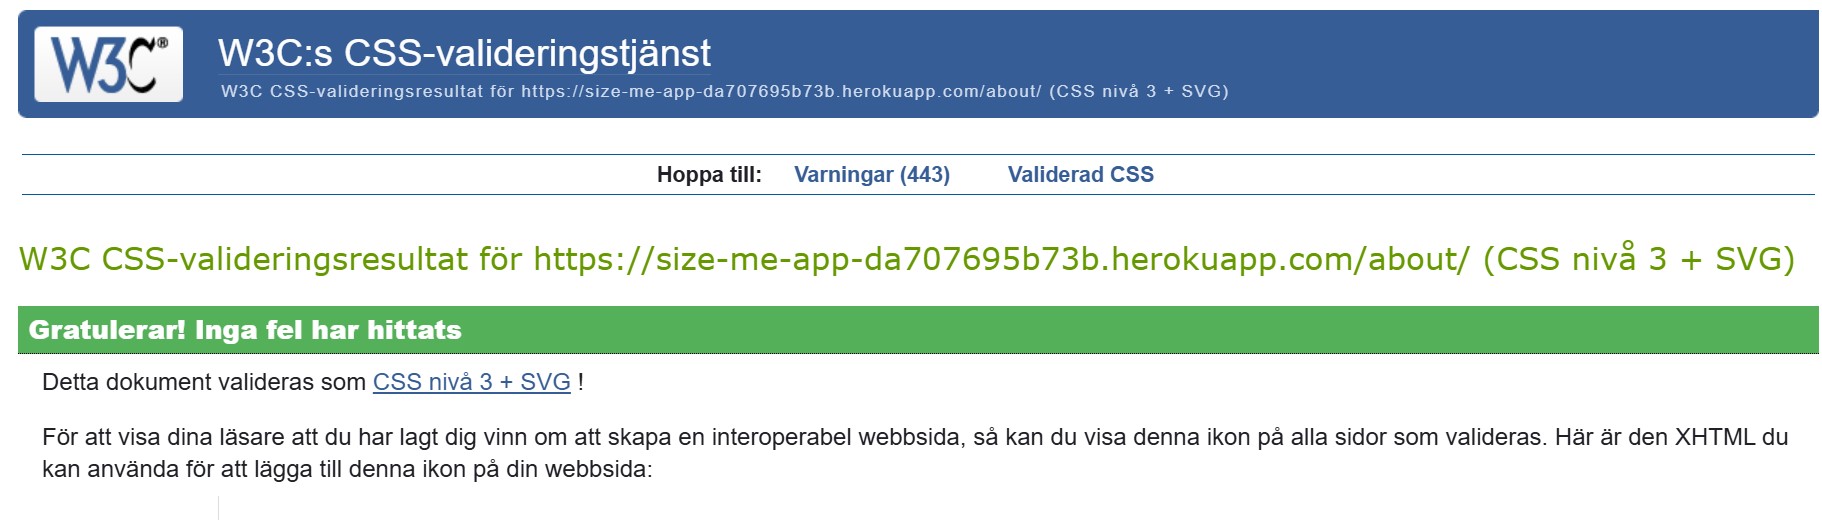 W3C®
W3C:s CSS-valideringstjänst
W3C CSS-valideringsresultat för https://size-me-app-da707695b73b.herokuapp.com/about/ (CSS nivå 3 + SVG)
Hoppa till: Varningar (443) Validerad CSS
W3C CSS-valideringsresultat för https://size-me-app-da707695b73b.herokuapp.com/about/ (CSS nivå 3 + SVG)
Gratulerar! Inga fel har hittats
Detta dokument valideras som CSS nivå 3 + SVG !
För att visa dina läsare att du har lagt dig vinn om att skapa en interoperabel webbsida, så kan du visa denna ikon på alla sidor som valideras. Här är den XHTML du
kan använda för att lägga till denna ikon på din webbsida: